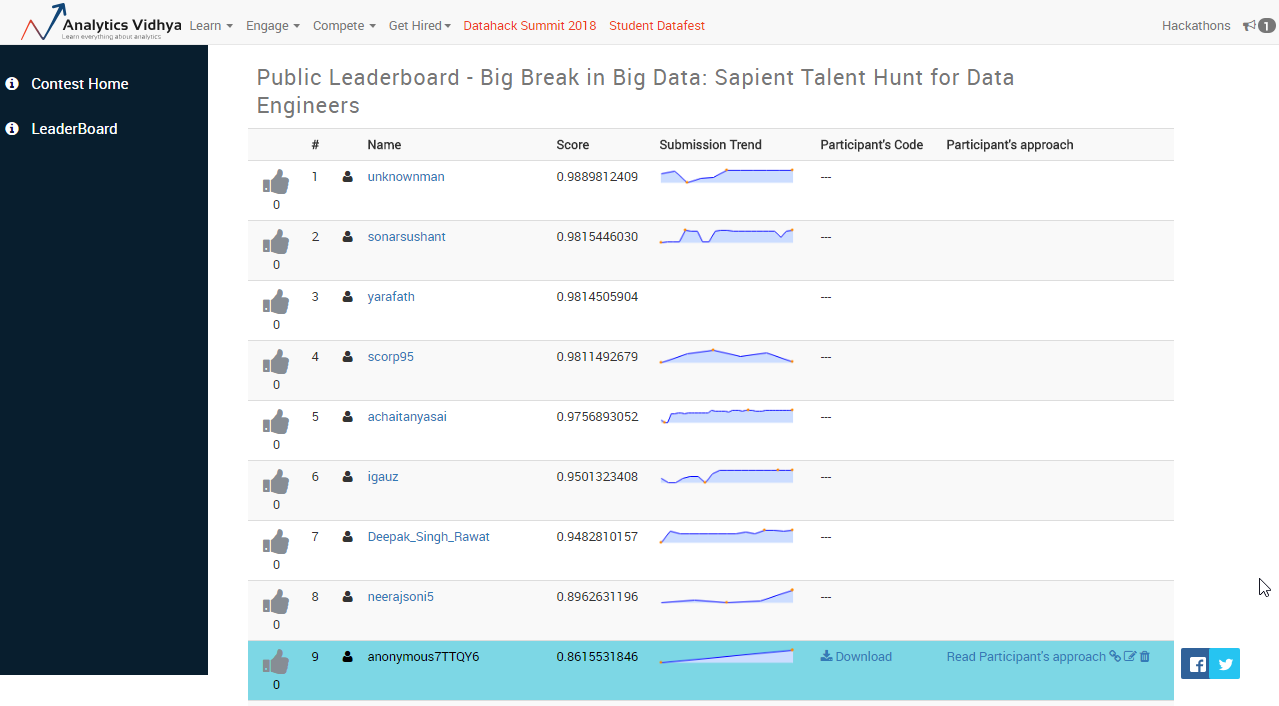 Analytics Vidhya
Learn everything about analytics
Learn Engage Compete Get Hired Datahack Summit 2018 Student Datafest Hackathons 1
Contest Home
LeaderBoard
Public Leaderboard - Big Break in Big Data: Sapient Talent Hunt for Data
Engineers
# Name Score Submission Trend Participant's Code Participant's approach
1 unknownman 0.9889812409 ---
0
2 sonarsushant 0.9815446030 ---
0
3 yarafath 0.9814505904 ---
0
4 scorp95 0.9811492679 ---
0
5 achaitanyasai 0.9756893052 ---
0
6 igauz 0.9501323408 ---
0
7 Deepak_Singh_Rawat 0.9482810157 ---
0
8 neerajsoni5 0.8962631196 ---
0
9 anonymous7TTQY6 0.8615531846 Download Read Participant's approach
0